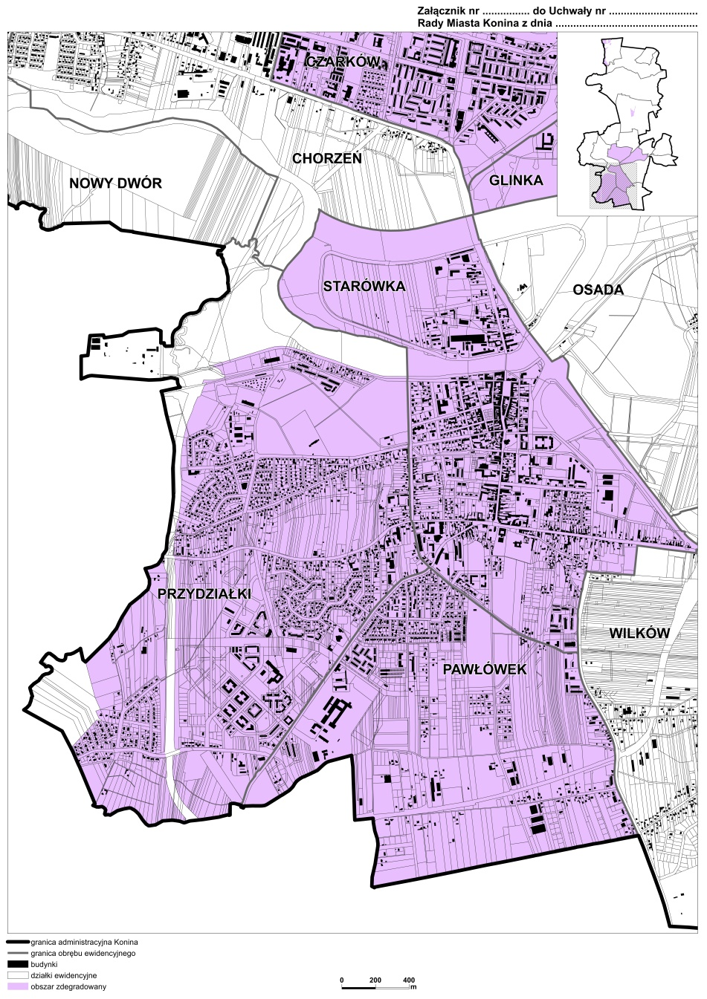 Załącznik nr ................ do Uchwały nr ..............................
Rady Miasta Konina z dnia ................................................
CZARKÓW
CHORZEŃ
NOWY DWÓR
GLINKA
STARÓWKA
OSADA
PRZYDZIAŁKI
WILKÓW
PAWŁÓWEK
granica administracyjna Konina
granica obrębu ewidencyjnego
budynki
działki ewidencyjne
obszar zdegradowany
0 200 400
m